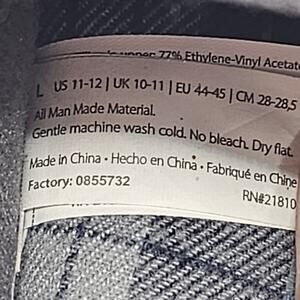 upper 77% Ethylene-Vinyl Acetate
L US 11-12 | UK 10-11 | EU 44-45 | CM 28-28,5
All Man Made Material.
Gentle machine wash cold. No bleach. Dry flat.
Made in China • Hecho en China • Fabriqué en Chine
Factory: 0855732
RN#21810